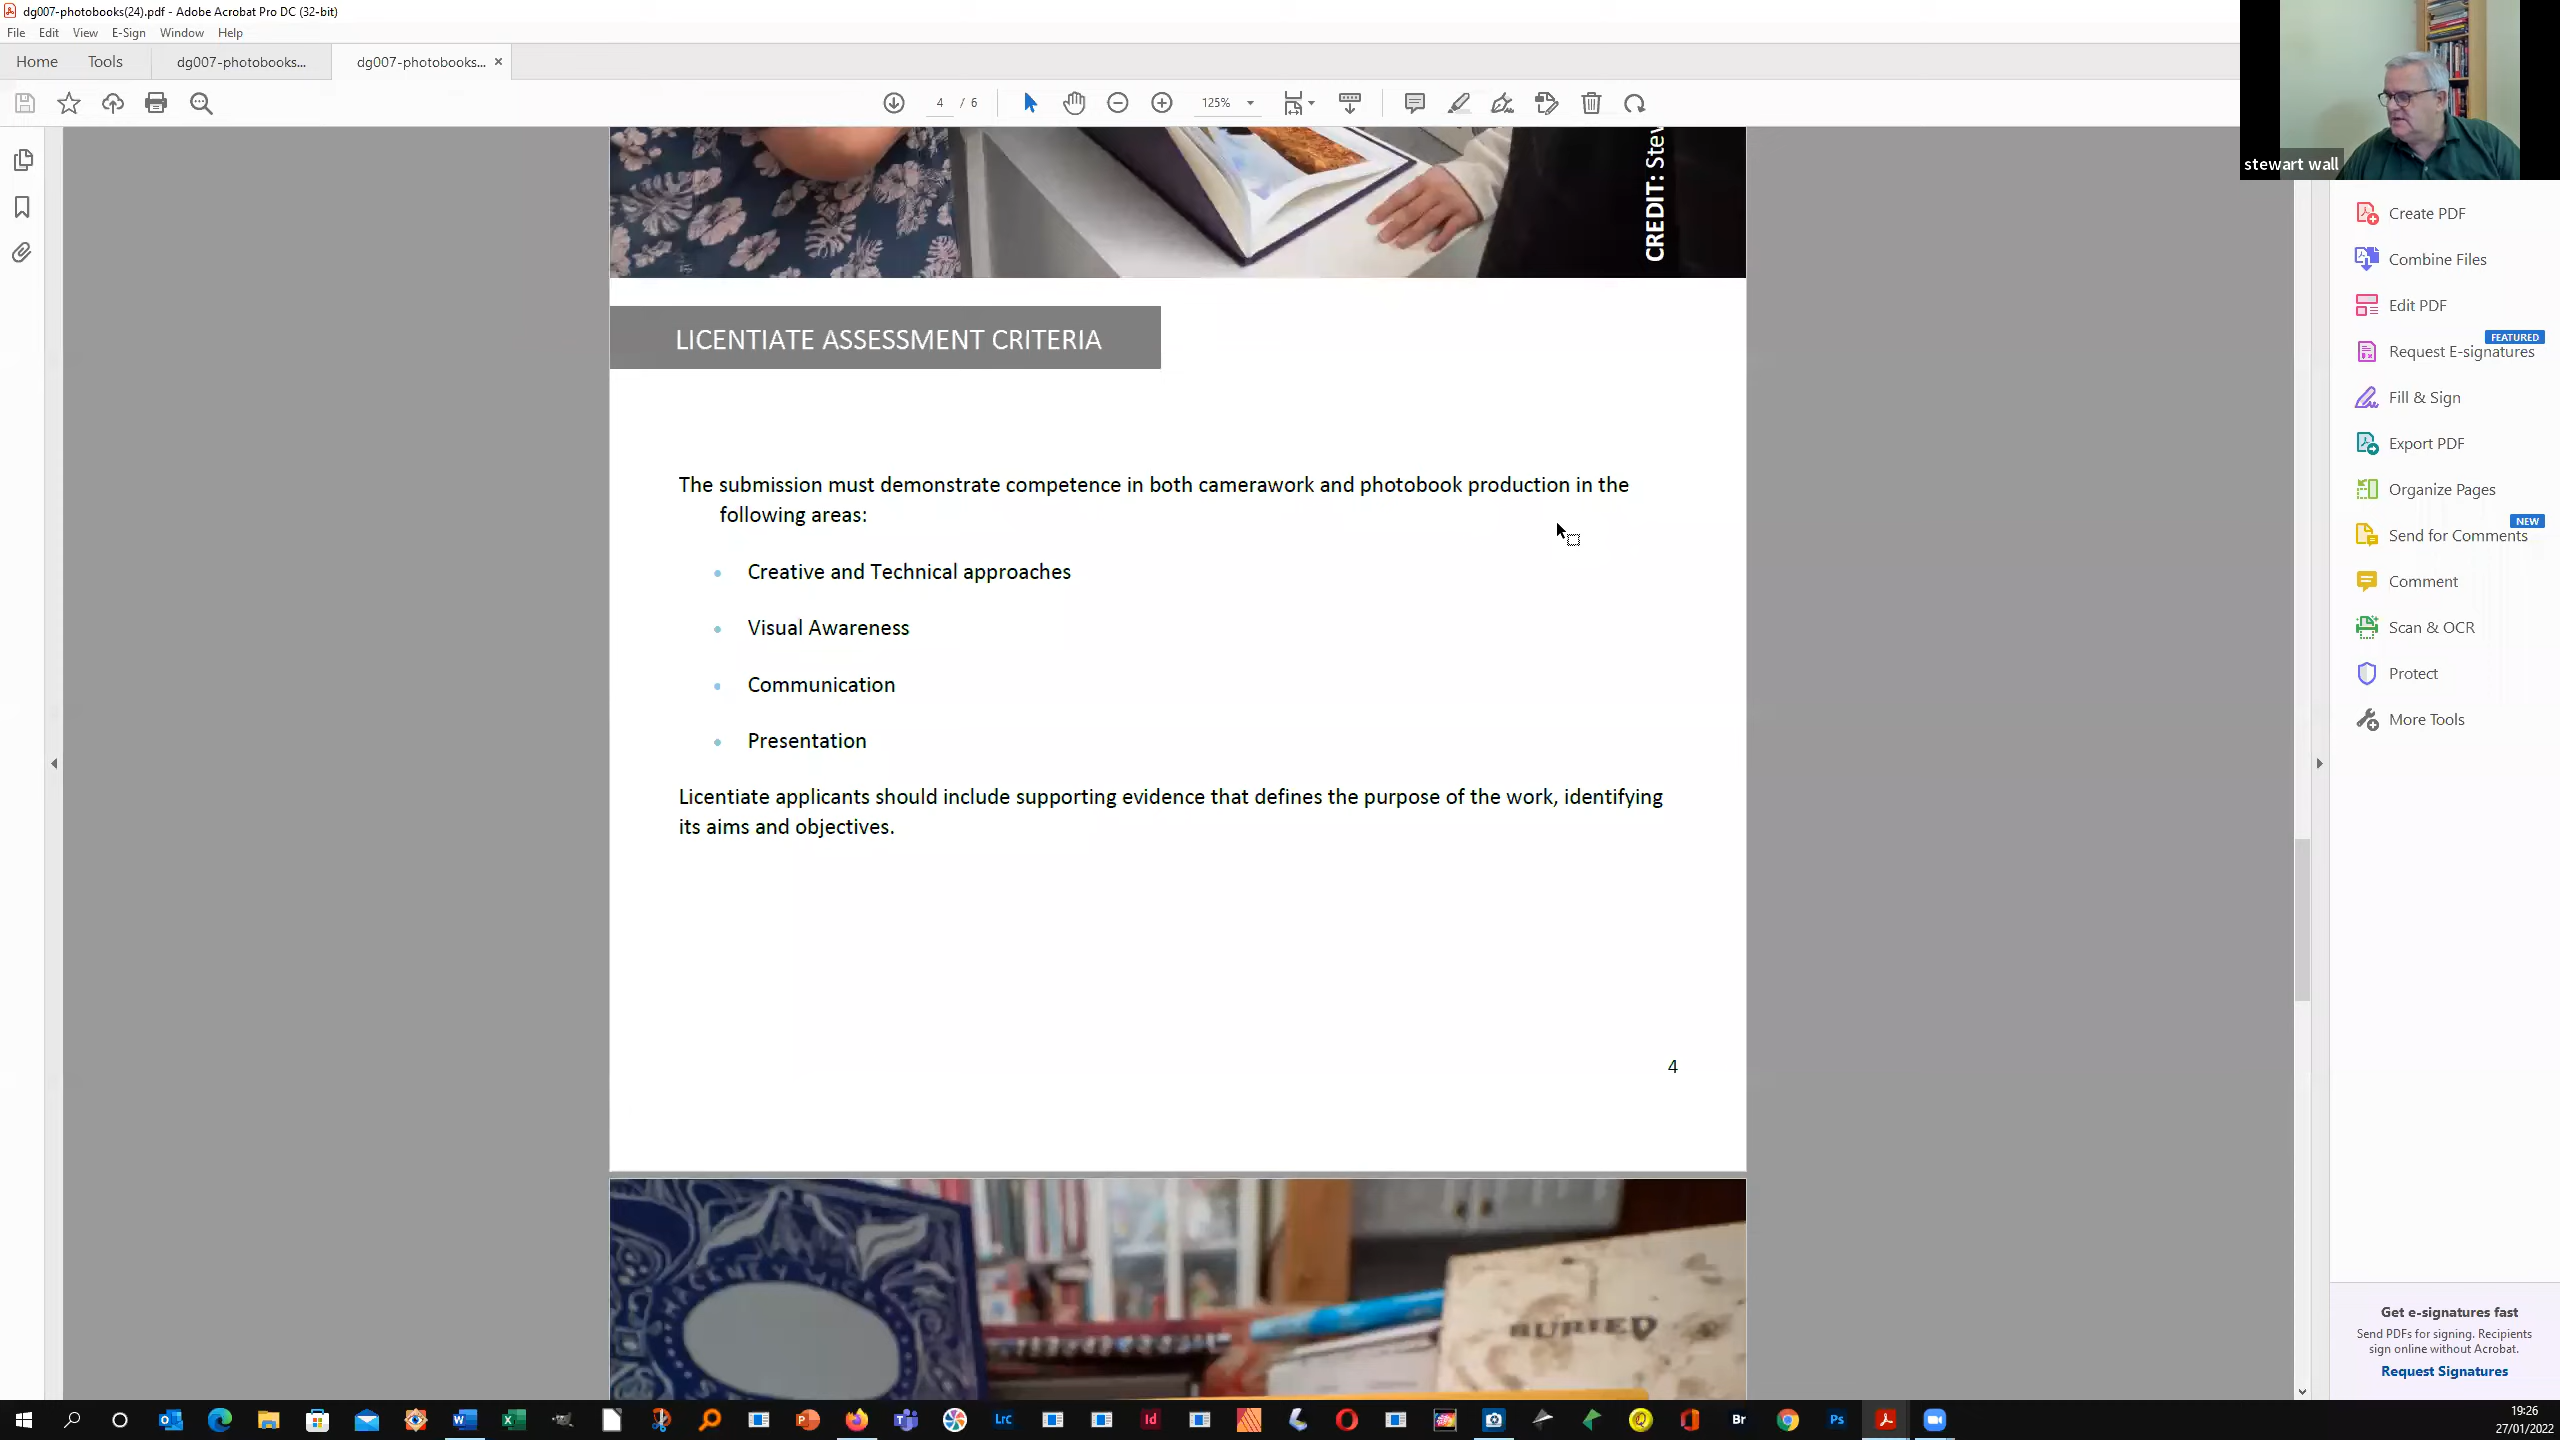 dg007-photobooks(24).pdf - Adobe Acrobat Pro DC (32-bit)
File Edit View E-Sign Window Help
Home Tools dg007-photobooks... dg007-photobooks... ×
4 / 6 125%
stewart wall
CREDIT: Stev
LICENTIATE ASSESSMENT CRITERIA
The submission must demonstrate competence in both camerawork and photobook production in the
following areas:
• Creative and Technical approaches
• Visual Awareness
• Communication
• Presentation
Licentiate applicants should include supporting evidence that defines the purpose of the work, identifying
its aims and objectives.
4
BURIED
Create PDF
Combine Files
Edit PDF
FEATURED
Request E-signatures
Fill & Sign
Export PDF
Organize Pages
NEW
Send for Comments
Comment
Scan & OCR
Protect
More Tools
Get e-signatures fast
Send PDFs for signing. Recipients
sign online without Acrobat.
Request Signatures
LrC Id Br Ps
19:26
27/01/2022